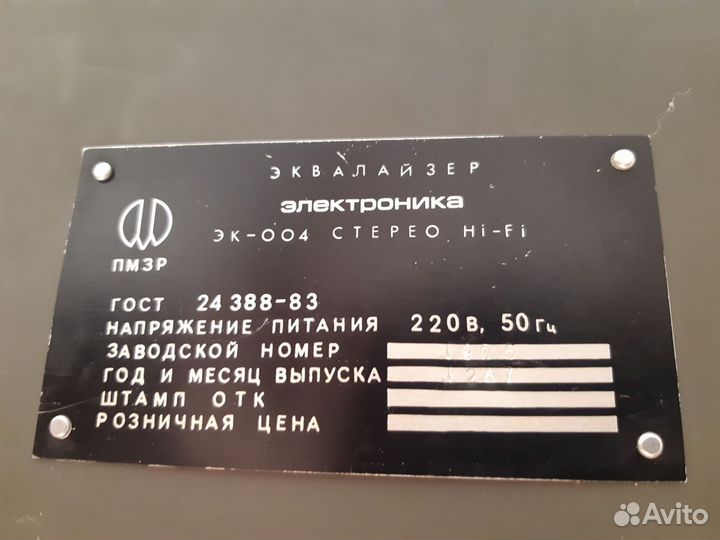 ЭКВАЛАЙЗЕР
электроника
ЭК-004 СТЕРЕО Hi-Fi
ПМЗР
ГОСТ 24 388-83
НАПРЯЖЕНИЕ ПИТАНИЯ 220В, 50Гц
ЗАВОДСКОЙ НОМЕР
ГОД И МЕСЯЦ ВЫПУСКА
ШТАМП ОТК
РОЗНИЧНАЯ ЦЕНА
Avito